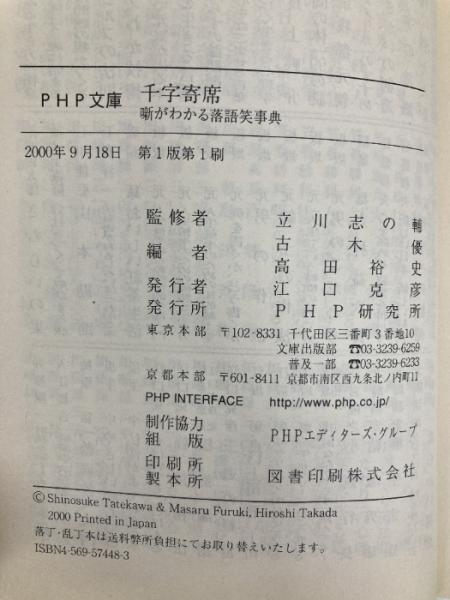 PHP文庫 千字寄席
噺がわかる落語笑事典
2000年9月18日 第1版第1刷
監修者 立川志の輔
編者 古木優
高田裕史
発行者 江口克彦
発行所 PHP研究所
東京本部 〒102-8331 千代田区三番町3番地10
文庫出版部 ☎03-3239-6259
普及一部 ☎03-3239-6233
京都本部 〒601-8411 京都市南区西九条北ノ内町11
PHP INTERFACE http://www.php.co.jp/
制作協力
組版 PHPエディターズ・グループ
印刷所
製本所 図書印刷株式会社
©Shinosuke Tatekawa & Masaru Furuki, Hiroshi Takada
2000 Printed in Japan
落丁・乱丁本は送料弊所負担にてお取り替えいたします。
ISBN4-569-57448-3